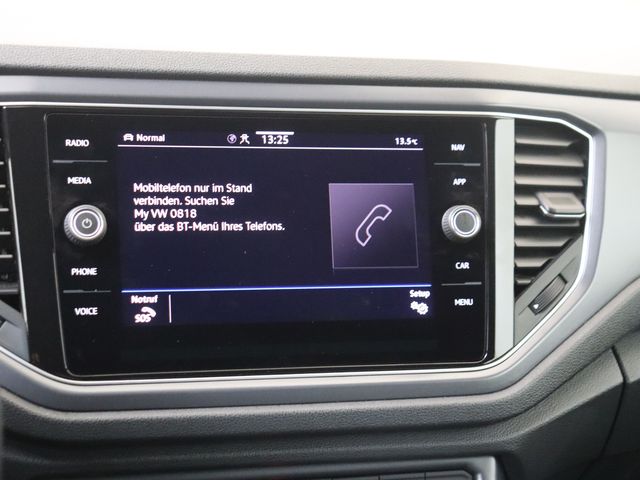 RADIO
MEDIA
PHONE
VOICE
Normal
13:25
13.5°C
Mobiltelefon nur im Stand
verbinden. Suchen Sie
My VW 0818
über das BT-Menü Ihres Telefons.
Notruf
SOS
Setup
NAV
APP
CAR
MENU